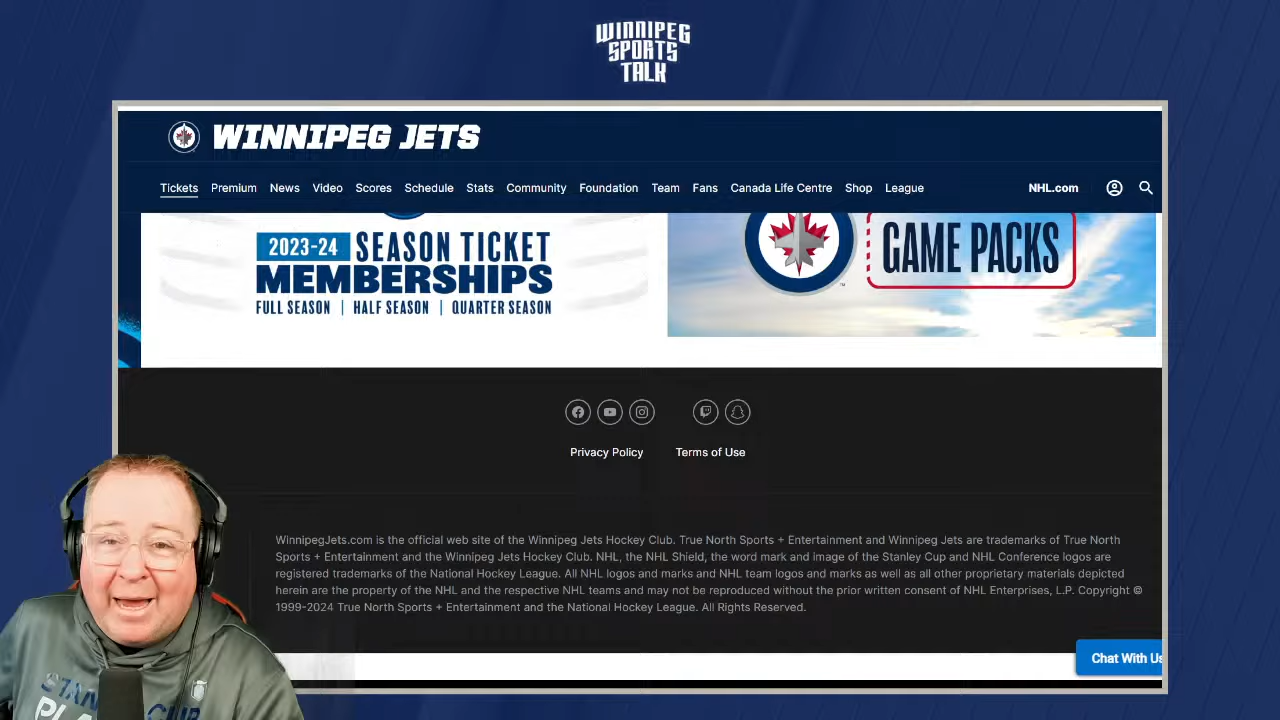 WINNIPEG
SPORTS
TALK
WINNIPEG JETS
Tickets Premium News Video Scores Schedule Stats Community Foundation Team Fans Canada Life Centre Shop League NHL.com
2023-24 SEASON TICKET
MEMBERSHIPS
FULL SEASON | HALF SEASON | QUARTER SEASON
GAME PACKS
Privacy Policy Terms of Use
WinnipegJets.com is the official web site of the Winnipeg Jets Hockey Club. True North Sports + Entertainment and Winnipeg Jets are trademarks of True North
Sports + Entertainment and the Winnipeg Jets Hockey Club. NHL, the NHL Shield, the word mark and image of the Stanley Cup and NHL Conference logos are
registered trademarks of the National Hockey League. All NHL logos and marks and NHL team logos and marks as well as all other proprietary materials depicted
herein are the property of the NHL and the respective NHL teams and may not be reproduced without the prior written consent of NHL Enterprises, L.P. Copyright ©
1999-2024 True North Sports + Entertainment and the National Hockey League. All Rights Reserved.
Chat With Us